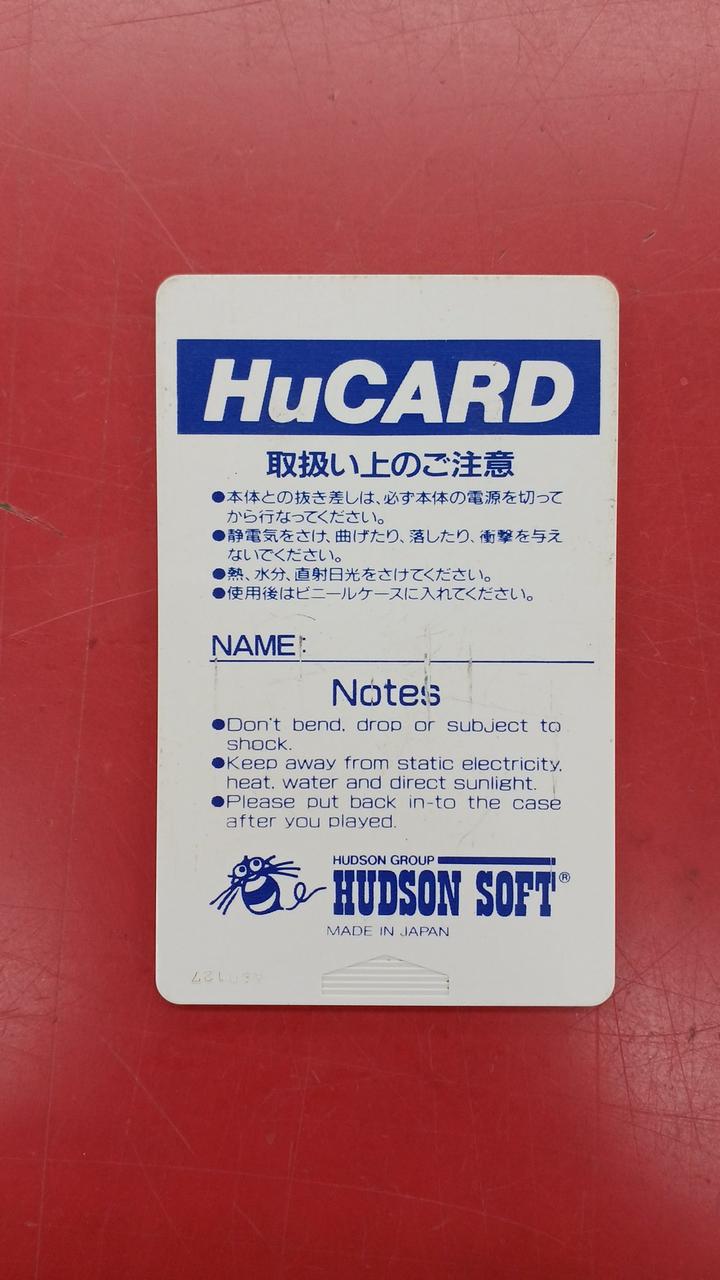 HuCARD
取扱い上のご注意
●本体との抜き差しは、必ず本体の電源を切って
から行なってください。
●静電気をさけ、曲げたり、落したり、衝撃を与え
ないでください。
●熱、水分、直射日光をさけてください。
●使用後はビニールケースに入れてください。
NAME:
Notes
●Don't bend, drop or subject to
shock.
●Keep away from static electricity,
heat, water and direct sunlight.
●Please put back in-to the case
after you played.
HUDSON GROUP
HUDSON SOFT®
MADE IN JAPAN